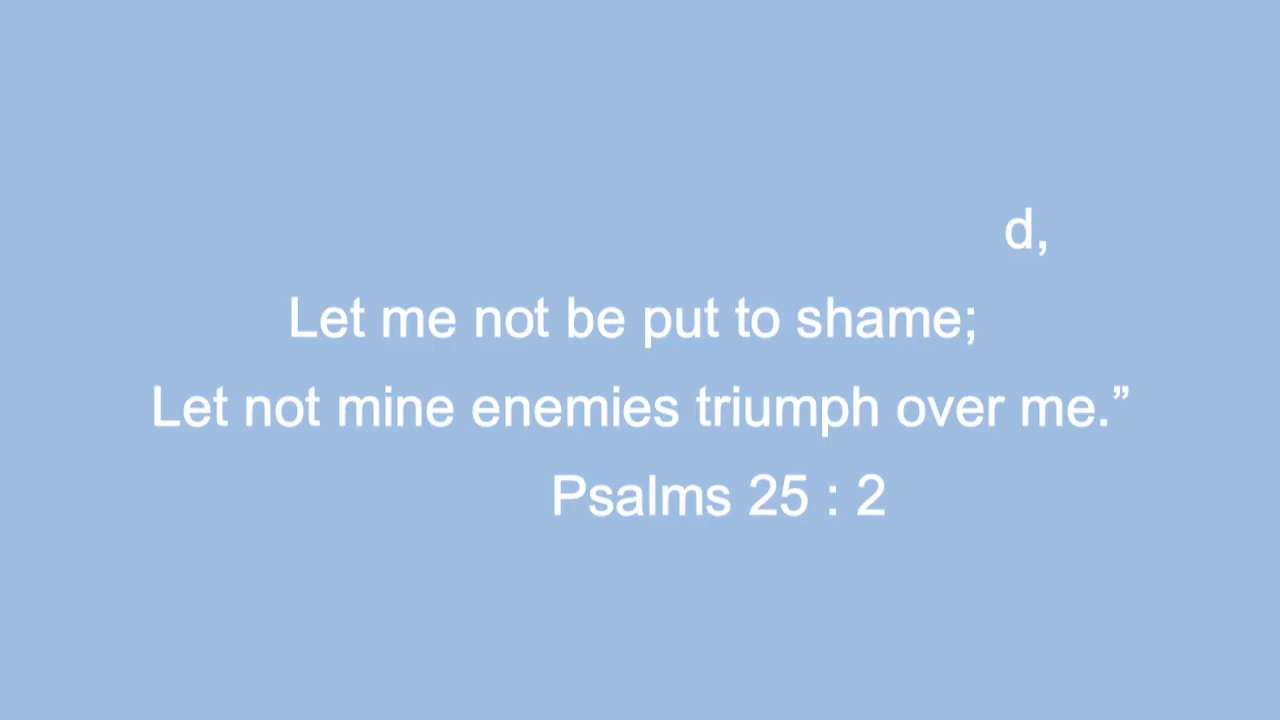 d,
Let me not be put to shame;
Let not mine enemies triumph over me.”
Psalms 25 : 2